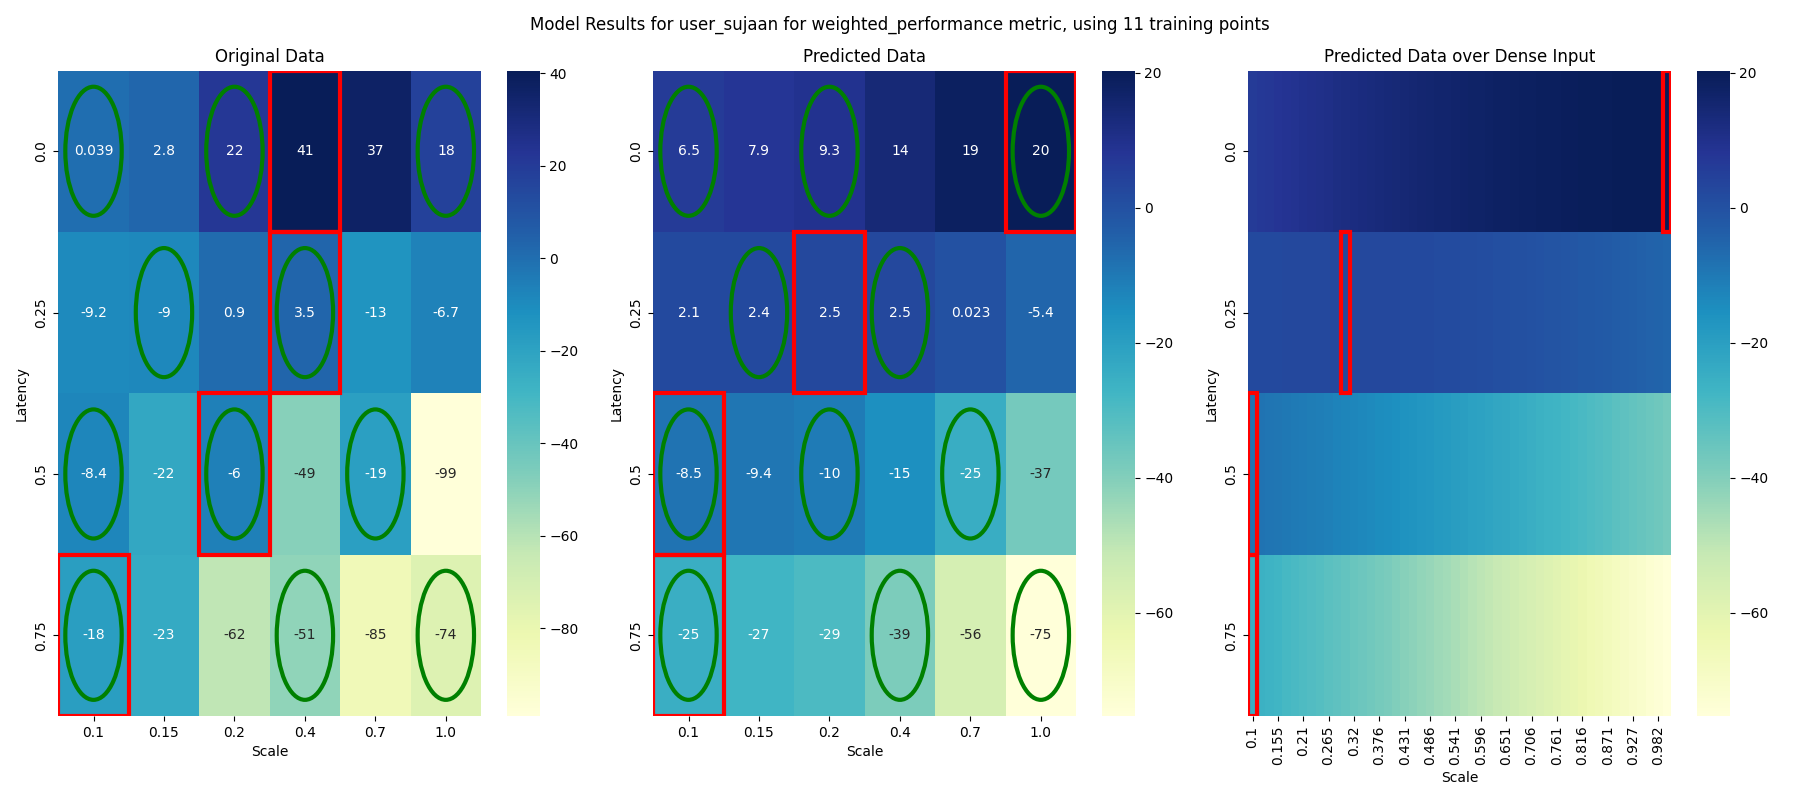 Model Results for user_sujaan for weighted_performance metric, using 11 training points
Original Data
Predicted Data
Predicted Data over Dense Input
0.039 2.8 22 41 37 18
-9.2 -9 0.9 3.5 -13 -6.7
-8.4 -22 -6 -49 -19 -99
-18 -23 -62 -51 -85 -74
0.0
0.25
0.5
0.75
Latency
0.1 0.15 0.2 0.4 0.7 1.0
Scale
40
20
0
−20
−40
−60
−80
6.5 7.9 9.3 14 19 20
2.1 2.4 2.5 2.5 0.023 -5.4
-8.5 -9.4 -10 -15 -25 -37
-25 -27 -29 -39 -56 -75
0.0
0.25
0.5
0.75
Latency
0.1 0.15 0.2 0.4 0.7 1.0
Scale
20
0
−20
−40
−60
0.0
0.25
0.5
0.75
Latency
0.1 0.155 0.21 0.265 0.32 0.376 0.431 0.486 0.541 0.596 0.651 0.706 0.761 0.816 0.871 0.927 0.982
Scale
20
0
−20
−40
−60